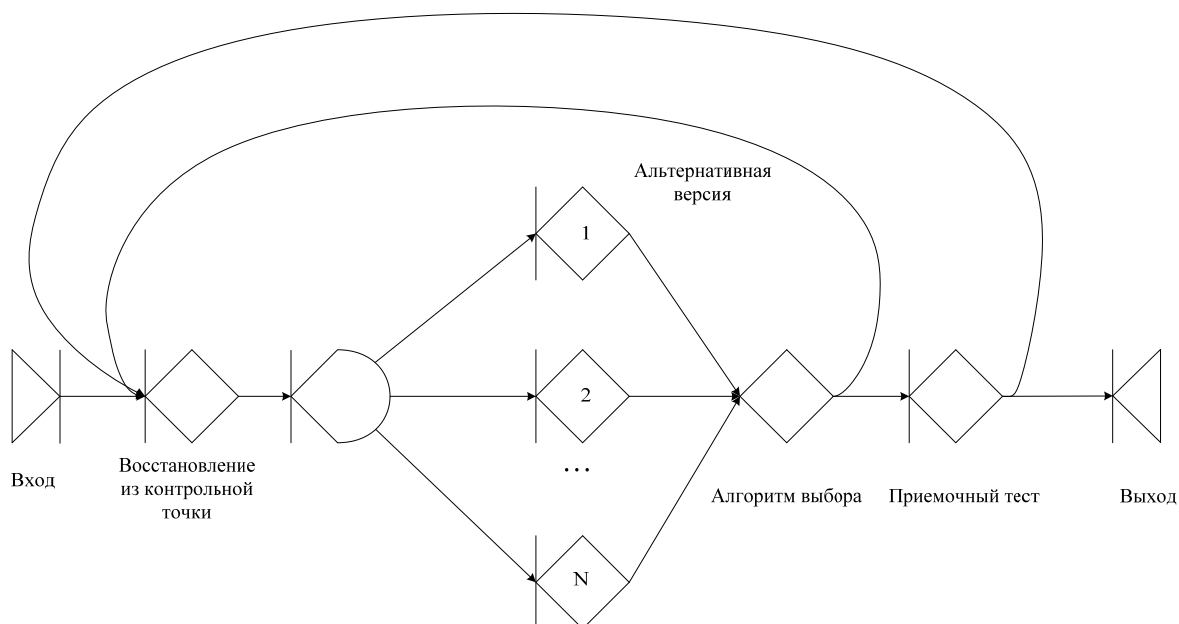 Альтернативная
версия
1
2
...
N
Вход
Восстановление
из контрольной
точки
Алгоритм выбора
Приемочный тест
Выход